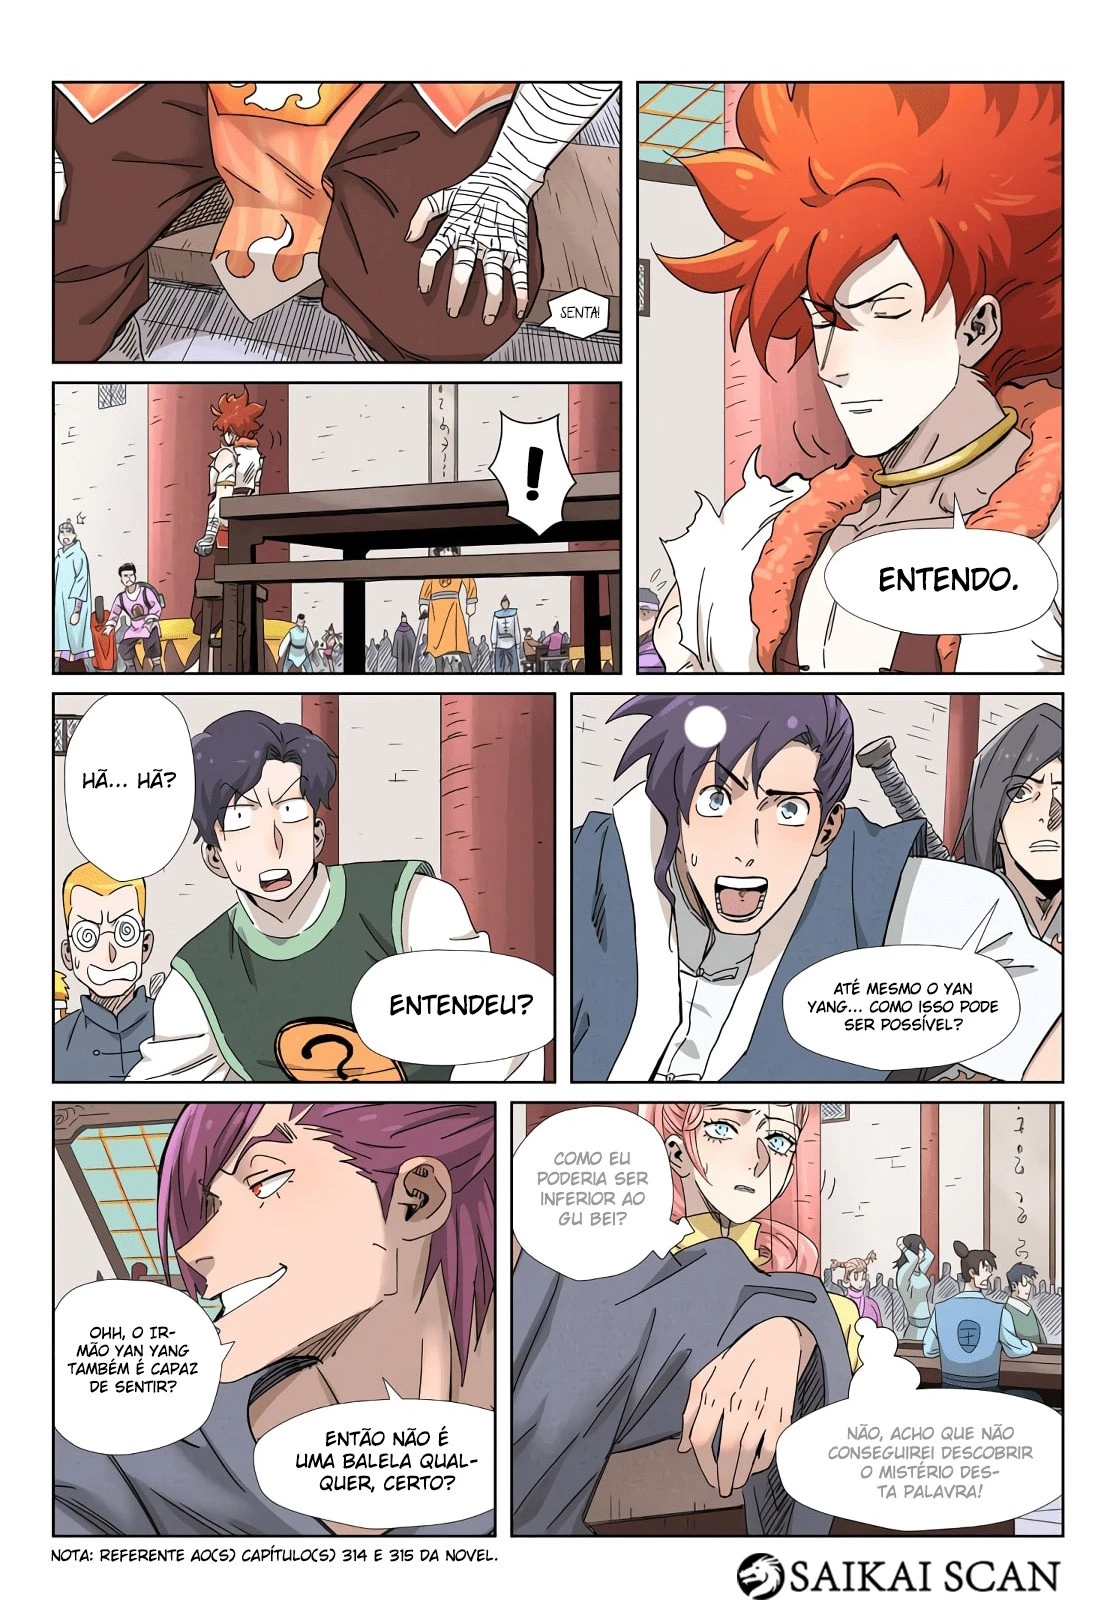 SENTA!
ENTENDO.
!
HÃ... HÃ?
ENTENDEU?
?
ATÉ MESMO O YAN
YANG... COMO ISSO PODE
SER POSSÍVEL?
OHH, O IR-
MÃO YAN YANG
TAMBÉM É CAPAZ
DE SENTIR?
ENTÃO NÃO É
UMA BALELA QUAL-
QUER, CERTO?
COMO EU
PODERIA SER
INFERIOR AO
GU BEI?
NÃO, ACHO QUE NÃO
CONSEGUIREI DESCOBRIR
O MISTÉRIO DES-
TA PALAVRA!
NOTA: REFERENTE AO(S) CAPÍTULO(S) 314 E 315 DA NOVEL.
SAIKAI SCAN